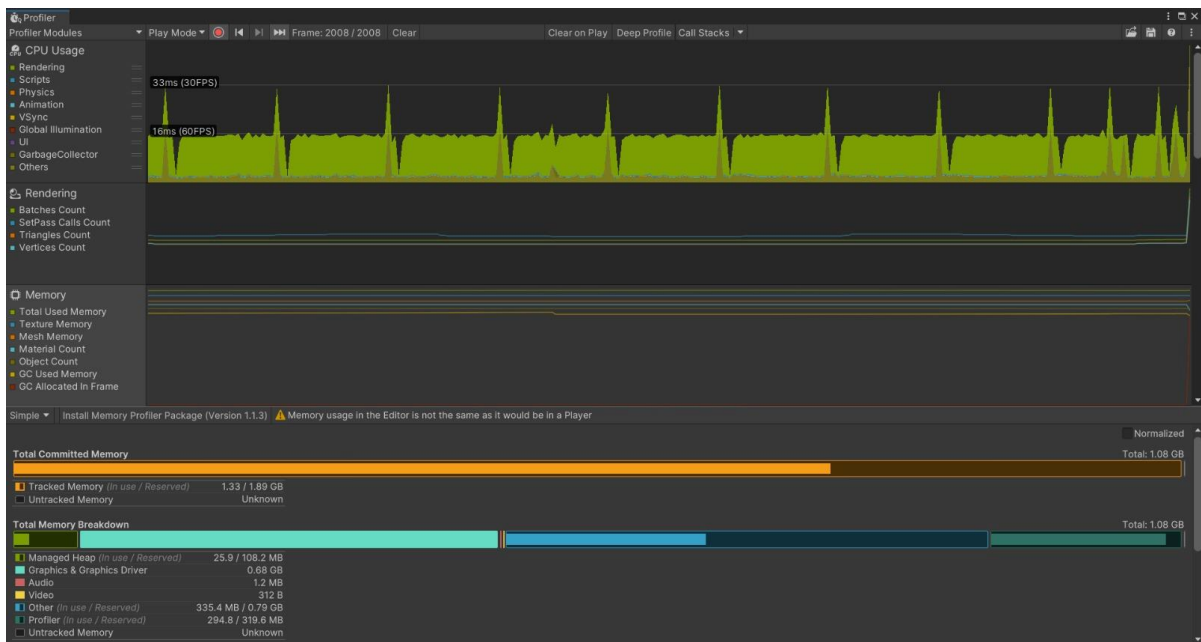 Profiler
Profiler Modules Play Mode Frame: 2008 / 2008 Clear Clear on Play Deep Profile Call Stacks
CPU Usage
Rendering
Scripts
Physics
Animation
VSync
Global Illumination
UI
GarbageCollector
Others
33ms (30FPS)
16ms (60FPS)
Rendering
Batches Count
SetPass Calls Count
Triangles Count
Vertices Count
Memory
Total Used Memory
Texture Memory
Mesh Memory
Material Count
Object Count
GC Used Memory
GC Allocated In Frame
Simple Install Memory Profiler Package (Version 1.1.3) Memory usage in the Editor is not the same as it would be in a Player
Normalized
Total Committed Memory Total: 1.08 GB
Tracked Memory (In use / Reserved) 1.33 / 1.89 GB
Untracked Memory Unknown
Total Memory Breakdown Total: 1.08 GB
Managed Heap (In use / Reserved) 25.9 / 108.2 MB
Graphics & Graphics Driver 0.68 GB
Audio 1.2 MB
Video 312 B
Other (In use / Reserved) 335.4 MB / 0.79 GB
Profiler (In use / Reserved) 294.8 / 319.6 MB
Untracked Memory Unknown